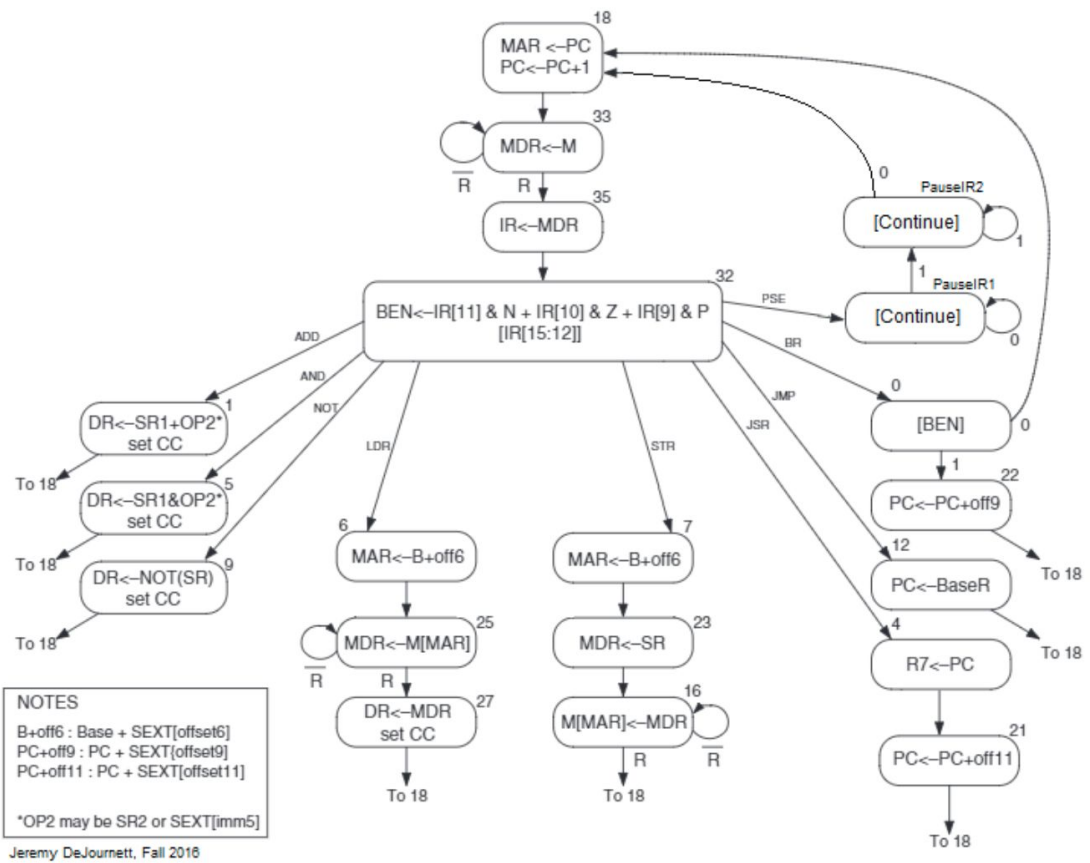 18
MAR <–PC
PC<–PC+1
33
MDR<–M
R
R
35
IR<–MDR
32
BEN<–IR[11] & N + IR[10] & Z + IR[9] & P
[IR[15:12]]
0
PauseIR2
[Continue]
1
1
PauseIR1
[Continue]
0
PSE
BR
JMP
JSR
ADD
AND
NOT
LDR
STR
1
DR<–SR1+OP2*
set CC
To 18
5
DR<–SR1&OP2*
set CC
To 18
9
DR<–NOT(SR)
set CC
To 18
6
MAR<–B+off6
25
MDR<–M[MAR]
R
R
27
DR<–MDR
set CC
To 18
7
MAR<–B+off6
23
MDR<–SR
16
M[MAR]<–MDR
R
R
To 18
0
[BEN]
0
1
22
PC<–PC+off9
To 18
12
PC<–BaseR
To 18
4
R7<–PC
21
PC<–PC+off11
To 18
NOTES
B+off6 : Base + SEXT[offset6]
PC+off9 : PC + SEXT{offset9]
PC+off11 : PC + SEXT[offset11]
*OP2 may be SR2 or SEXT[imm5]
Jeremy DeJournett, Fall 2016